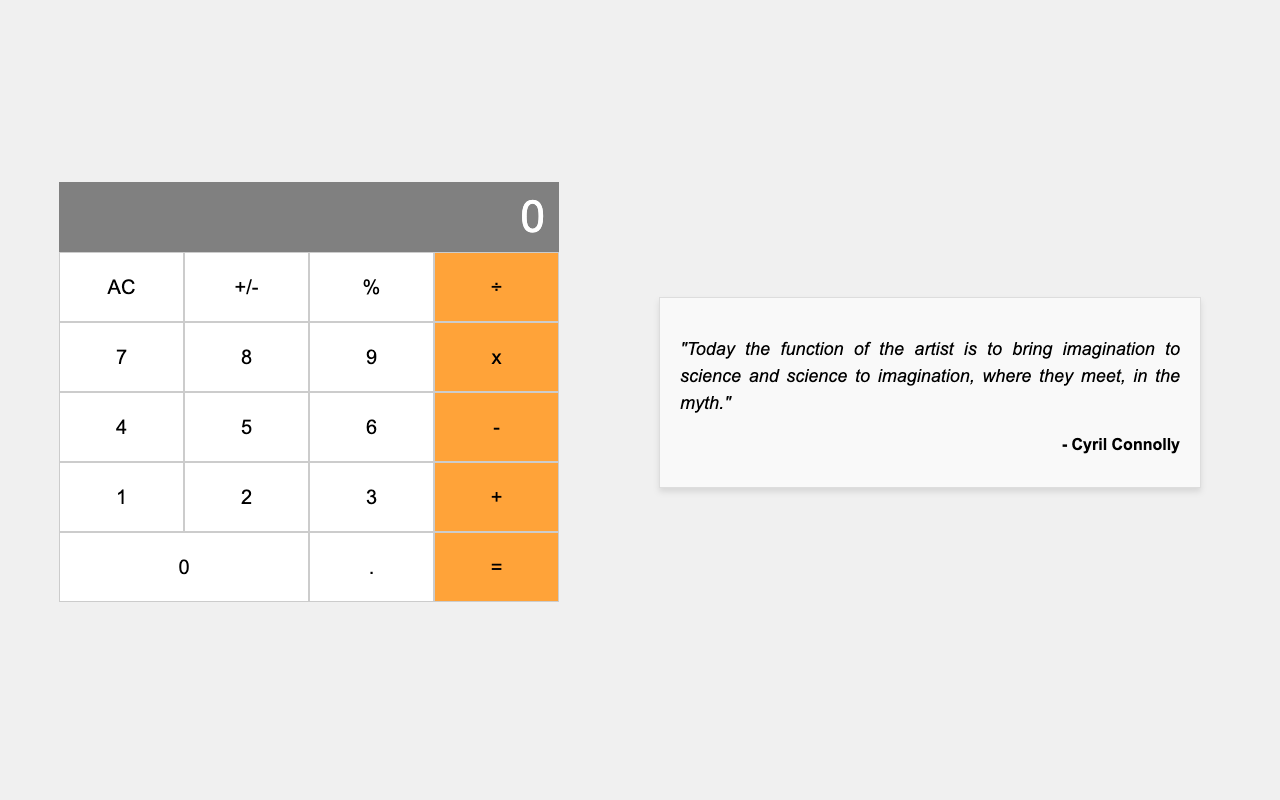 0
AC +/- % ÷
7 8 9 x
4 5 6 -
1 2 3 +
0 . =
"Today the function of the artist is to bring imagination to
science and science to imagination, where they meet, in the
myth."
- Cyril Connolly